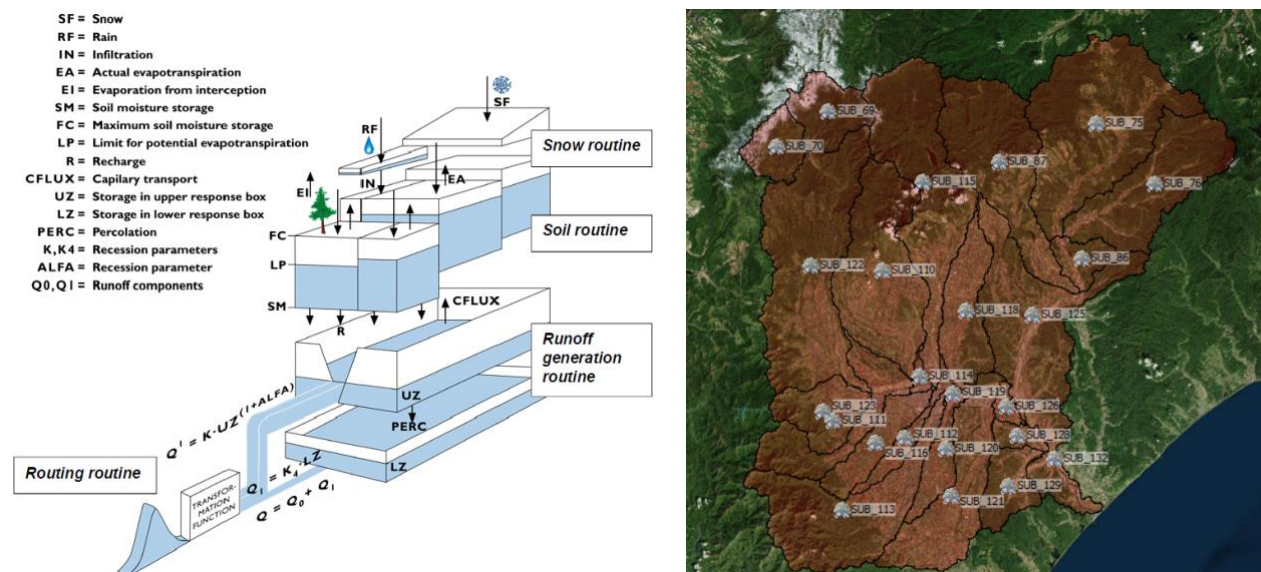 SF = Snow
RF = Rain
IN = Infiltration
EA = Actual evapotranspiration
EI = Evaporation from interception
SM = Soil moisture storage
FC = Maximum soil moisture storage
LP = Limit for potential evapotranspiration
R = Recharge
CFLUX = Capilary transport
UZ = Storage in upper response box
LZ = Storage in lower response box
PERC = Percolation
K,K4 = Recession parameters
ALFA = Recession parameter
Q0,Q1 = Runoff components
SF
RF
Snow routine
EI
IN
EA
FC
Soil routine
LP
SM
CFLUX
R
Runoff generation routine
UZ
PERC
LZ
Q¹ = K·UZ^(1+ALFA)
Q₁ = K₄·LZ
Q = Q₀ + Q₁
Routing routine
TRANSFOR-
MATION
FUNCTION
SUB_69
SUB_75
SUB_70
SUB_87
SUB_76
SUB_115
SUB_86
SUB_122
SUB_110
SUB_118
SUB_125
SUB_114
SUB_119
SUB_123
SUB_126
SUB_111
SUB_112
SUB_128
SUB_116
SUB_120
SUB_132
SUB_129
SUB_121
SUB_113